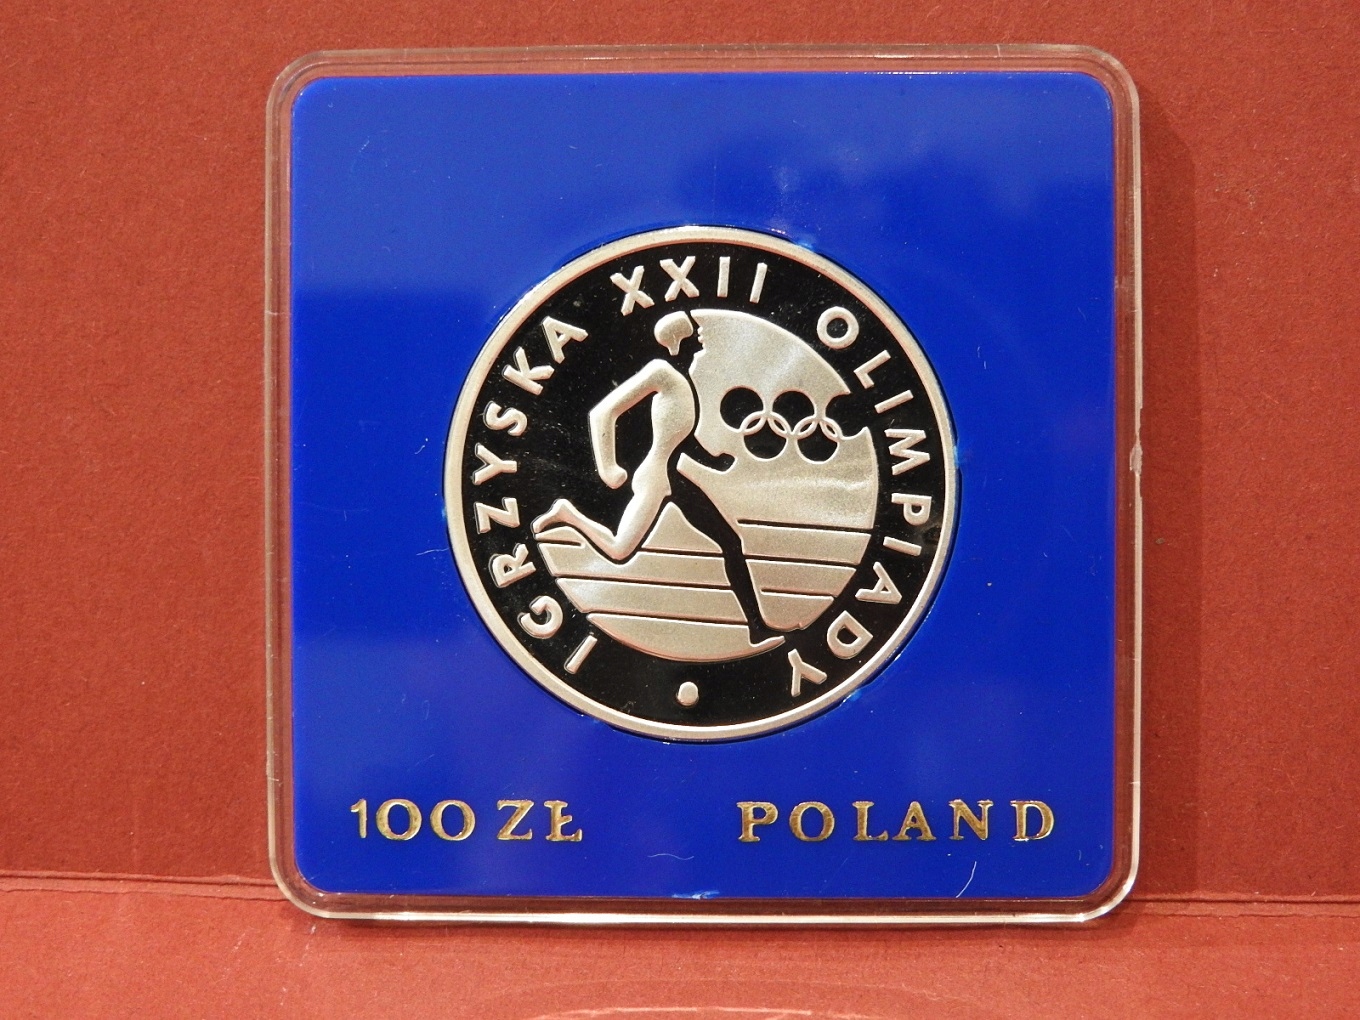 IGRZYSKA XXII OLIMPIADY
100 ZŁ POLAND